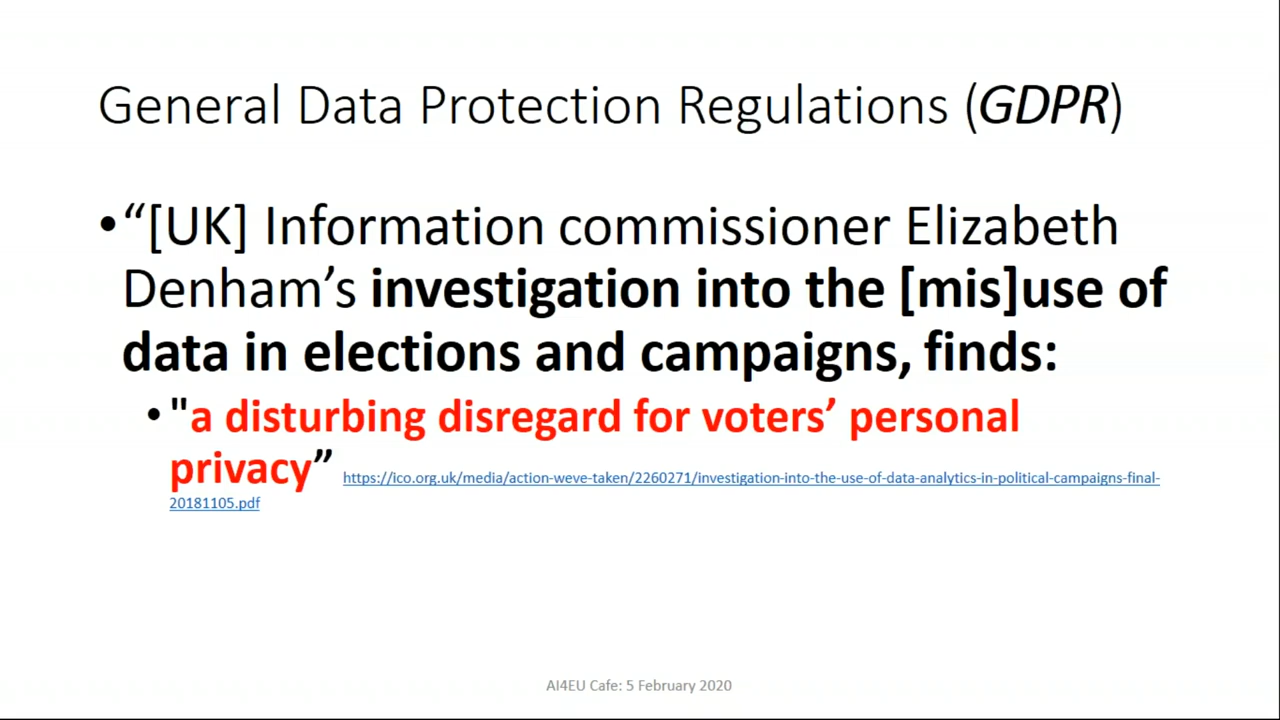 General Data Protection Regulations (GDPR)
•“[UK] Information commissioner Elizabeth
Denham’s investigation into the [mis]use of
data in elections and campaigns, finds:
•"a disturbing disregard for voters’ personal
privacy” https://ico.org.uk/media/action-weve-taken/2260271/investigation-into-the-use-of-data-analytics-in-political-campaigns-final-
20181105.pdf
AI4EU Cafe: 5 February 2020